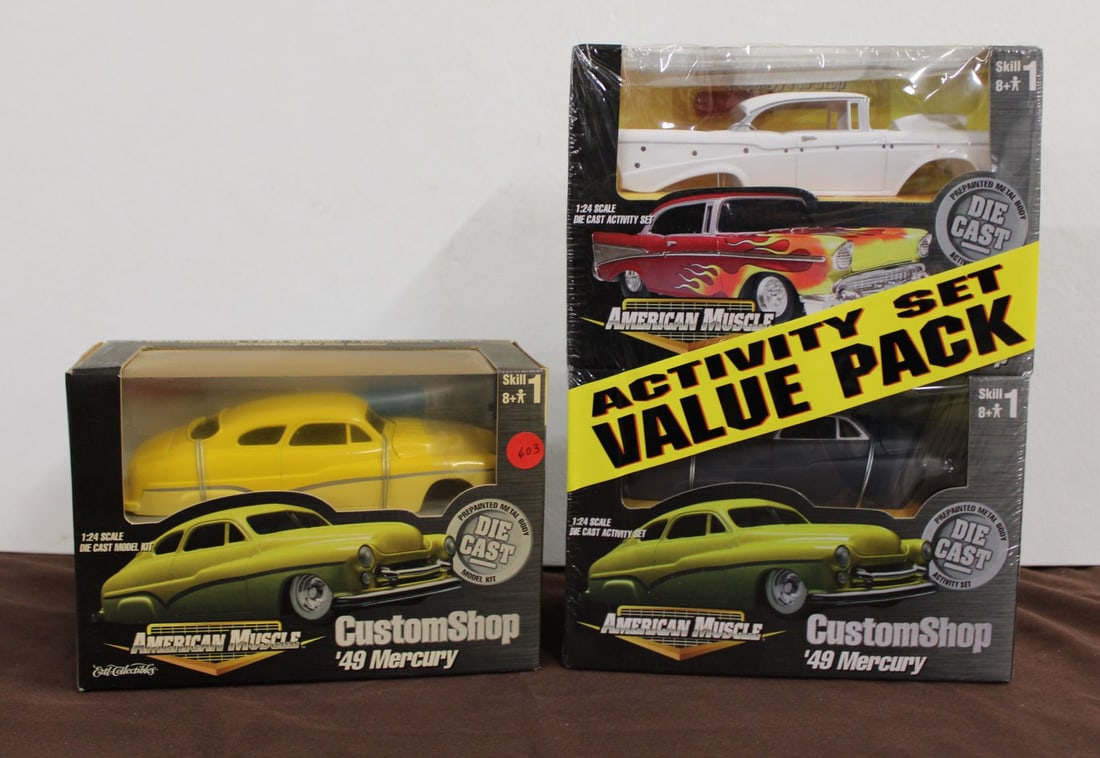 Skill 1
8+
603
1:24 SCALE
DIE CAST MODEL KIT
PREPAINTED METAL BODY
DIE CAST
MODEL KIT
AMERICAN MUSCLE
CustomShop
'49 Mercury
Ertl Collectibles
Skill 1
8+
1:24 SCALE
DIE CAST ACTIVITY SET
PREPAINTED METAL BODY
DIE CAST
AMERICAN MUSCLE
ACTIVITY SET
VALUE PACK
Skill 1
8+
1:24 SCALE
DIE CAST ACTIVITY SET
PREPAINTED METAL BODY
DIE CAST
ACTIVITY SET
AMERICAN MUSCLE
CustomShop
'49 Mercury